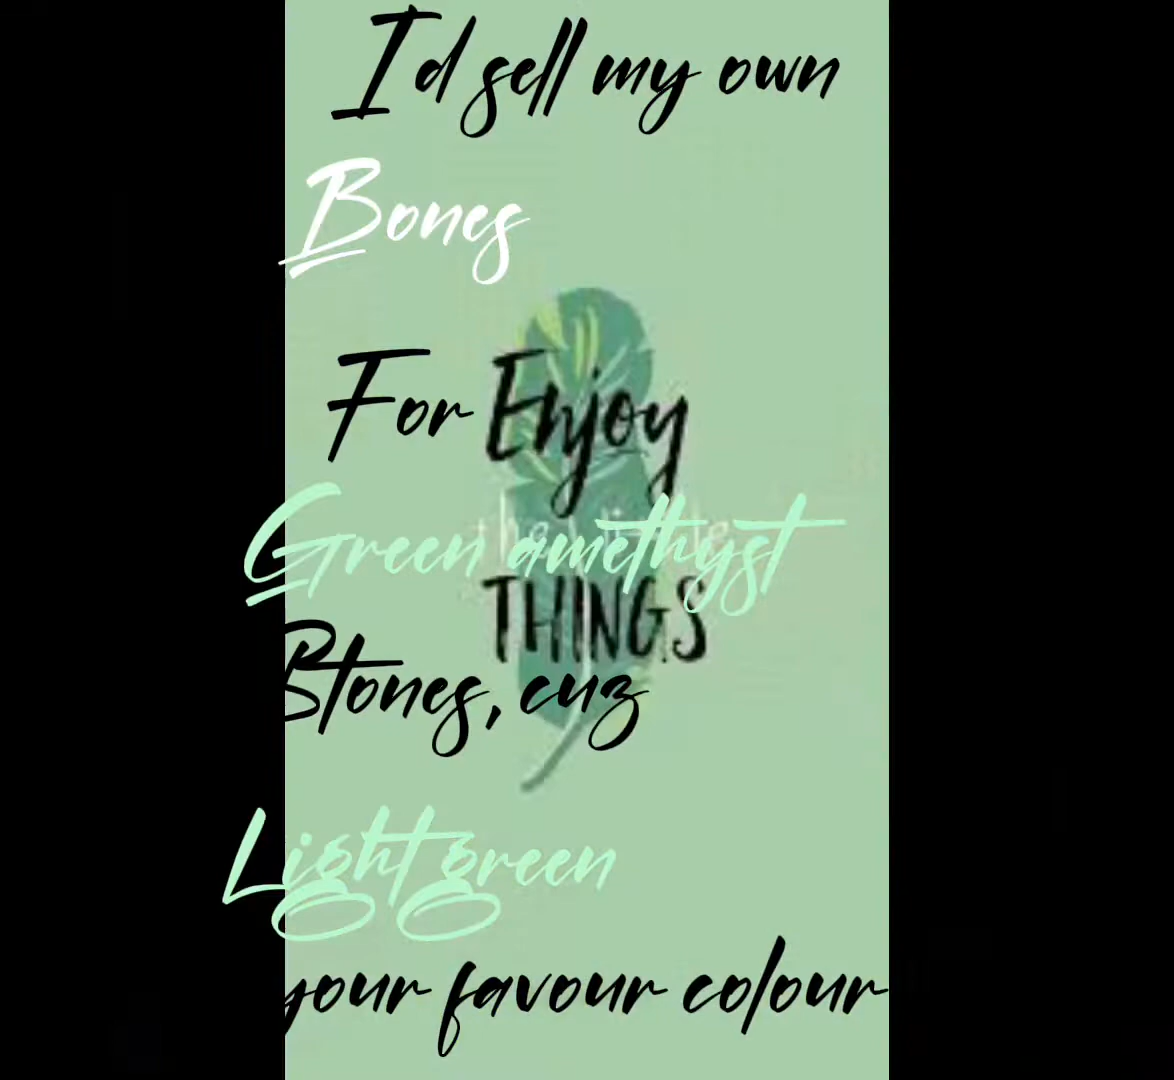 I'd sell my own
Bones
For Enjoy
Green amethyst
THINGS
Stones, cuz
Light green
your favour colour